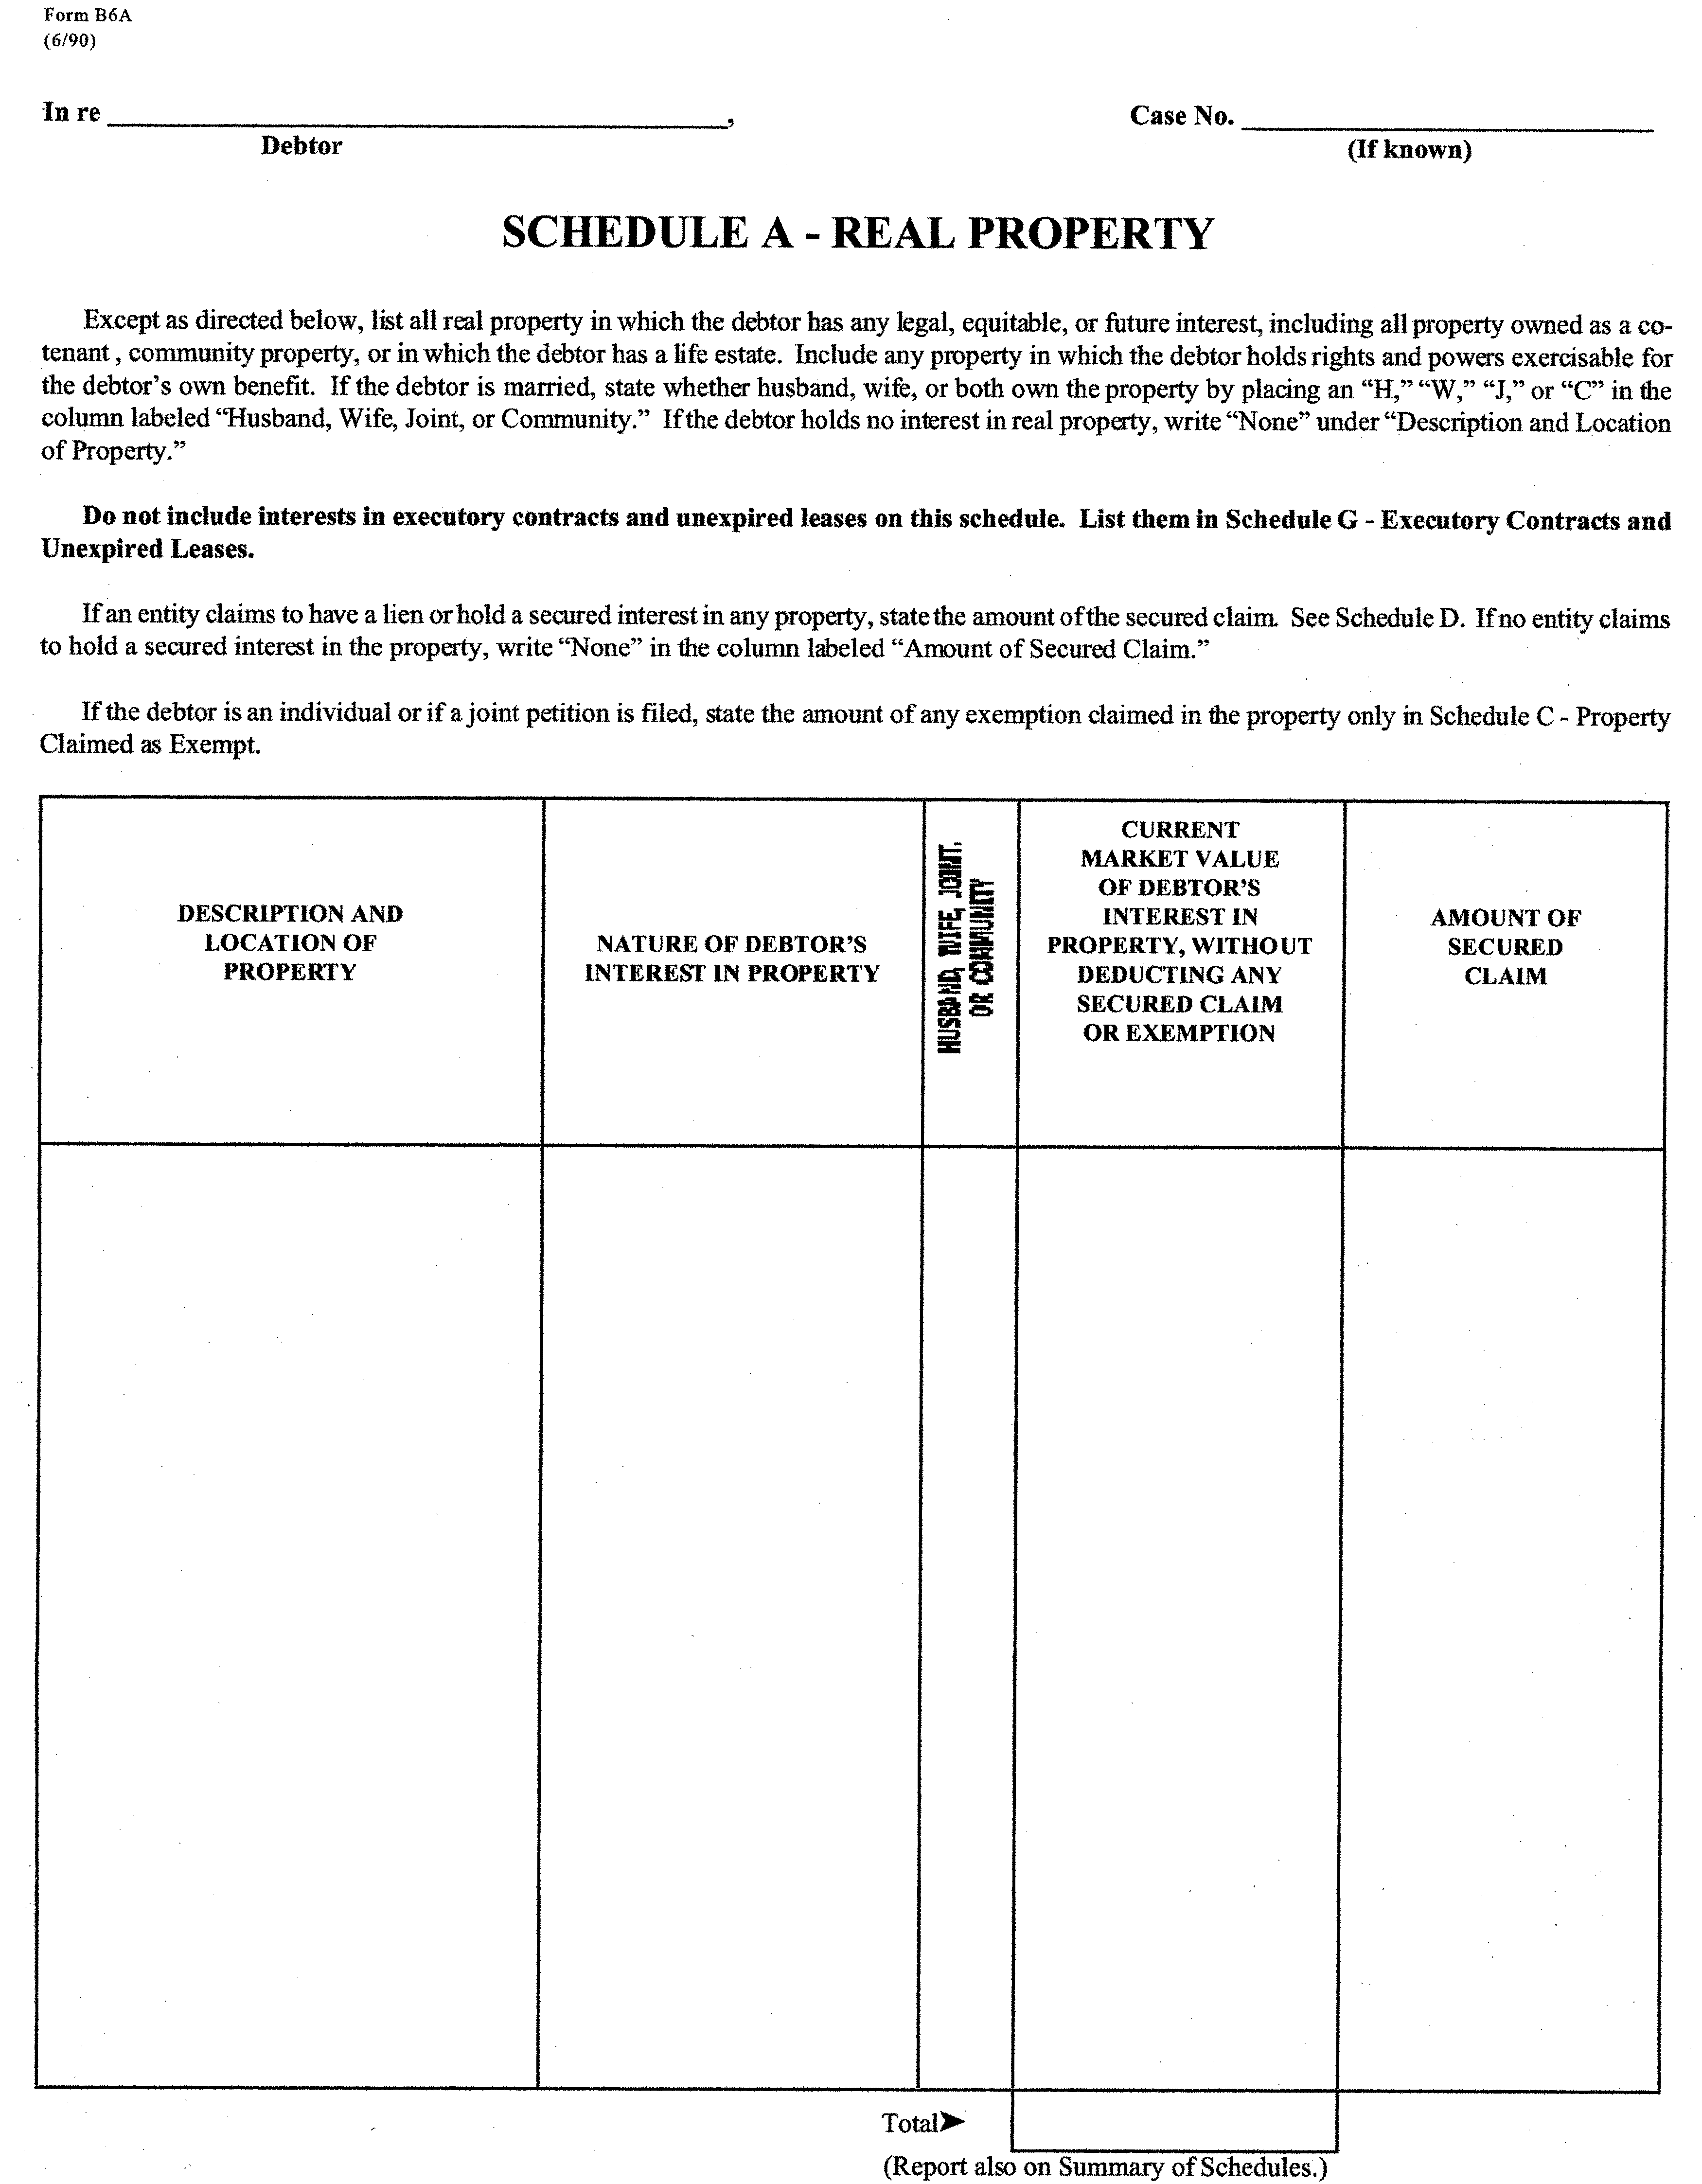 Form B6A
(6/90)
In re ______________________________,
Case No. ____________________
Debtor
(If known)
SCHEDULE A - REAL PROPERTY
Except as directed below, list all real property in which the debtor has any legal, equitable, or future interest, including all property owned as a co-
tenant , community property, or in which the debtor has a life estate. Include any property in which the debtor holds rights and powers exercisable for
the debtor’s own benefit. If the debtor is married, state whether husband, wife, or both own the property by placing an “H,” “W,” “J,” or “C” in the
column labeled “Husband, Wife, Joint, or Community.” If the debtor holds no interest in real property, write “None” under “Description and Location
of Property.”
Do not include interests in executory contracts and unexpired leases on this schedule. List them in Schedule G - Executory Contracts and
Unexpired Leases.
If an entity claims to have a lien or hold a secured interest in any property, state the amount of the secured claim. See Schedule D. If no entity claims
to hold a secured interest in the property, write “None” in the column labeled “Amount of Secured Claim.”
If the debtor is an individual or if a joint petition is filed, state the amount of any exemption claimed in the property only in Schedule C - Property
Claimed as Exempt.
DESCRIPTION AND
LOCATION OF
PROPERTY
NATURE OF DEBTOR’S
INTEREST IN PROPERTY
HUSBAND, WIFE, JOINT,
OR COMMUNITY
CURRENT
MARKET VALUE
OF DEBTOR’S
INTEREST IN
PROPERTY, WITHOUT
DEDUCTING ANY
SECURED CLAIM
OR EXEMPTION
AMOUNT OF
SECURED
CLAIM
Total➤
(Report also on Summary of Schedules.)